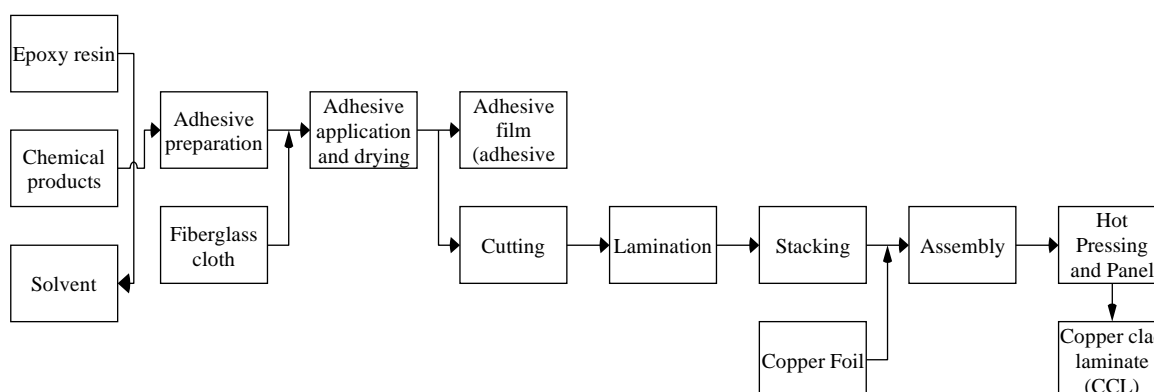 Epoxy resin
Chemical
products
Solvent
Adhesive
preparation
Fiberglass
cloth
Adhesive
application
and drying
Adhesive
film
(adhesive
Cutting
Lamination
Stacking
Copper Foil
Assembly
Hot
Pressing
and Panel
Copper cla
laminate
(CCL)